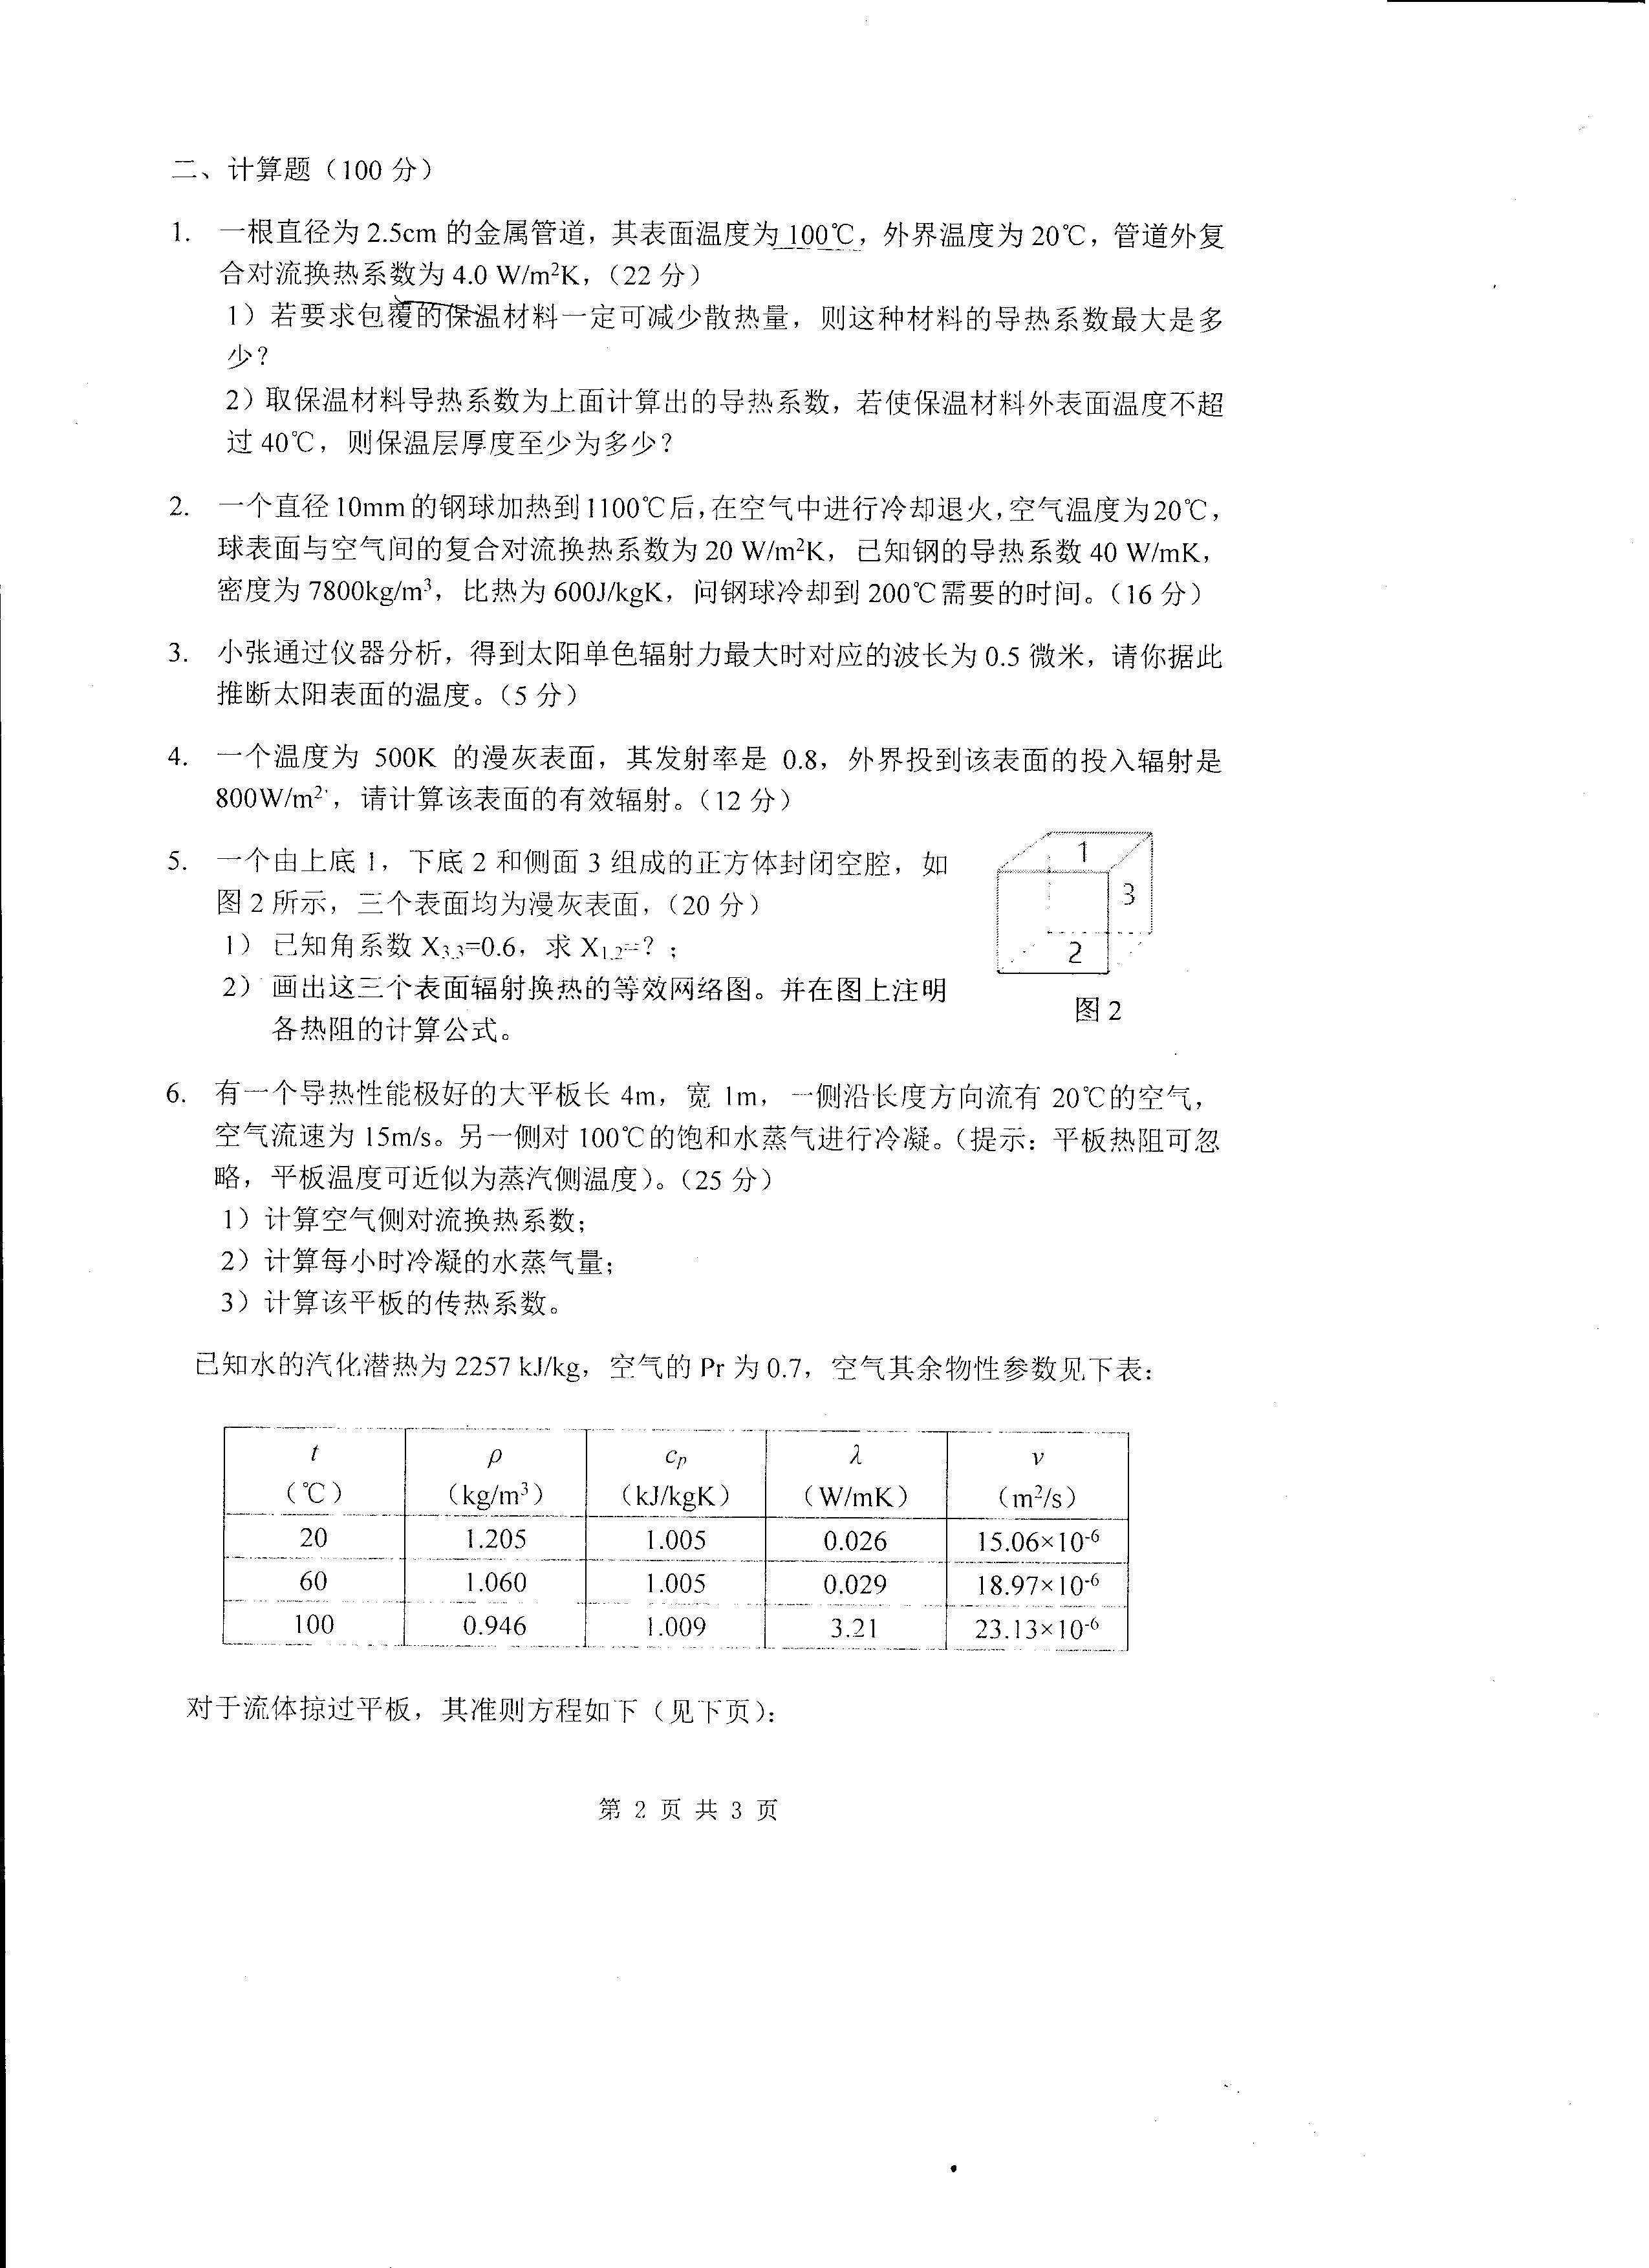 二、计算题（100 分）
1. 一根直径为 2.5cm 的金属管道，其表面温度为 100℃，外界温度为 20℃，管道外复
合对流换热系数为 4.0 W/m²K，（22 分）
1）若要求包覆的保温材料一定可减少散热量，则这种材料的导热系数最大是多
少？
2）取保温材料导热系数为上面计算出的导热系数，若使保温材料外表面温度不超
过 40℃，则保温层厚度至少为多少？
2. 一个直径 10mm 的钢球加热到 1100℃后，在空气中进行冷却退火，空气温度为 20℃，
球表面与空气间的复合对流换热系数为 20 W/m²K，已知钢的导热系数 40 W/mK，
密度为 7800kg/m³，比热为 600J/kgK，问钢球冷却到 200℃需要的时间。（16 分）
3. 小张通过仪器分析，得到太阳单色辐射力最大时对应的波长为 0.5 微米，请你据此
推断太阳表面的温度。（5 分）
4. 一个温度为 500K 的漫灰表面，其发射率是 0.8，外界投到该表面的投入辐射是
800W/m²，请计算该表面的有效辐射。（12 分）
5. 一个由上底 1，下底 2 和侧面 3 组成的正方体封闭空腔，如
图 2 所示，三个表面均为漫灰表面，（20 分）
1） 已知角系数 X3,3=0.6，求 X1,2=？；
2） 画出这三个表面辐射换热的等效网络图。并在图上注明
各热阻的计算公式。
1
3
2
图 2
6. 有一个导热性能极好的大平板长 4m，宽 1m，一侧沿长度方向流有 20℃的空气，
空气流速为 15m/s。另一侧对 100℃的饱和水蒸气进行冷凝。（提示：平板热阻可忽
略，平板温度可近似为蒸汽侧温度）。（25 分）
1）计算空气侧对流换热系数；
2）计算每小时冷凝的水蒸气量；
3）计算该平板的传热系数。
已知水的汽化潜热为 2257 kJ/kg，空气的 Pr 为 0.7，空气其余物性参数见下表：
t ρ cp λ ν
（℃） （kg/m³） （kJ/kgK） （W/mK） （m²/s）
20 1.205 1.005 0.026 15.06×10⁻⁶
60 1.060 1.005 0.029 18.97×10⁻⁶
100 0.946 1.009 3.21 23.13×10⁻⁶
对于流体掠过平板，其准则方程如下（见下页）：
第 2 页 共 3 页